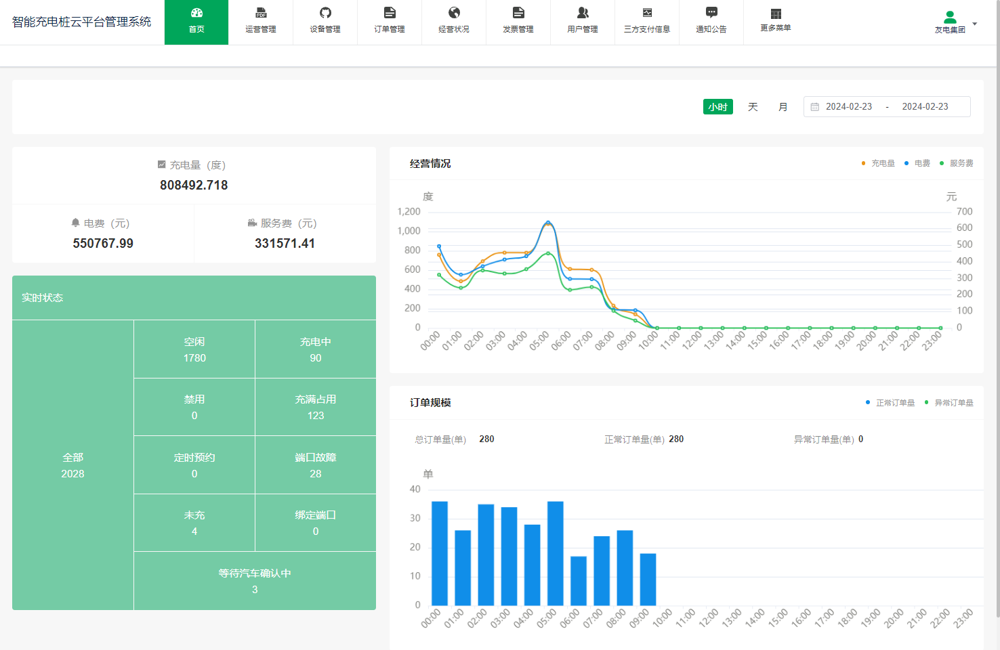 智能充电桩云平台管理系统
首页
运营管理
设备管理
订单管理
经营状况
发票管理
用户管理
三方支付信息
通知公告
更多菜单
友电集团
小时 天 月 2024-02-23 - 2024-02-23
充电量（度）
808492.718
电费（元）
550767.99
服务费（元）
331571.41
实时状态
全部
2028
空闲
1780
充电中
90
禁用
0
充满占用
123
定时预约
0
端口故障
28
未充
4
绑定端口
0
等待汽车确认中
3
经营情况
充电量 电费 服务费
度
元
1,200
1,000
800
600
400
200
0
700
600
500
400
300
200
100
0
00:00 01:00 02:00 03:00 04:00 05:00 06:00 07:00 08:00 09:00 10:00 11:00 12:00 13:00 14:00 15:00 16:00 17:00 18:00 19:00 20:00 21:00 22:00 23:00
订单规模
正常订单量 异常订单量
总订单量(单) 280
正常订单量(单) 280
异常订单量(单) 0
单
40
30
20
10
0
00:00 01:00 02:00 03:00 04:00 05:00 06:00 07:00 08:00 09:00 10:00 11:00 12:00 13:00 14:00 15:00 16:00 17:00 18:00 19:00 20:00 21:00 22:00 23:00